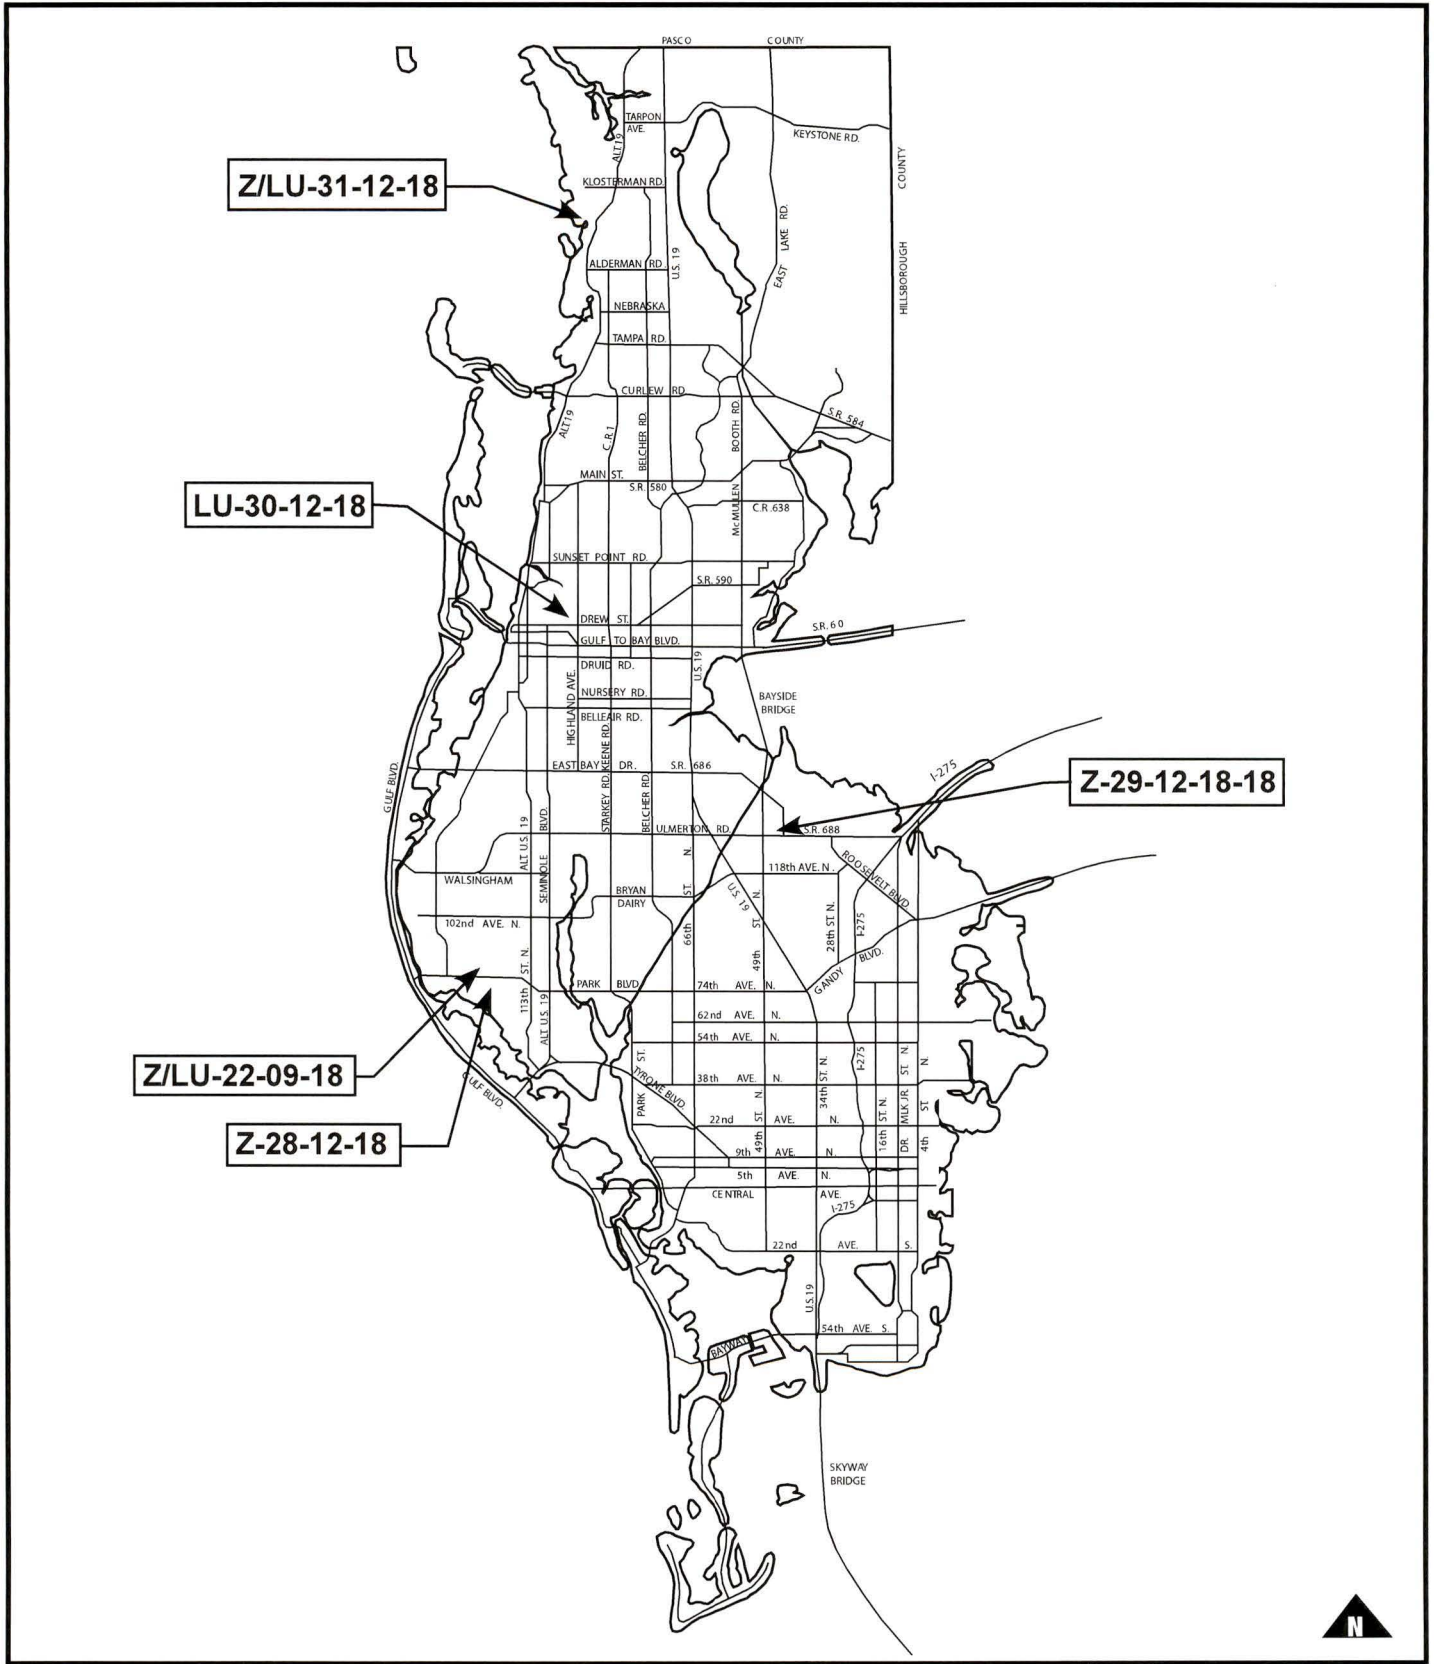 PASCO COUNTY
TARPON
AVE.
KEYSTONE RD.
ALT 19
COUNTY
Z/LU-31-12-18
KLOSTERMAN RD.
EAST LAKE RD.
U.S. 19
HILLSBOROUGH
ALDERMAN RD.
NEBRASKA
TAMPA RD.
CURLEW RD
S.R. 584
ALT 19
C.R.1
BELCHER RD.
BOOTH RD.
MAIN ST.
S.R. 580
LU-30-12-18
McMULLEN
C.R.638
SUNSET POINT RD.
S.R. 590
DREW ST.
S.R. 60
GULF TO BAY BLVD.
DRUID RD.
U.S. 19
NURSERY RD.
BAYSIDE
BRIDGE
HIGHLAND AVE.
BELLEAIR RD.
KEENE RD.
EAST BAY DR. S.R. 686
I-275
GULF BLVD.
Z-29-12-18-18
STARKEY RD.
BELCHER RD.
ALT U.S. 19
SEMINOLE BLVD.
ULMERTON RD.
S.R. 688
WALSINGHAM
118th AVE. N.
ROOSEVELT BLVD.
BRYAN
DAIRY
U.S. 19
102nd AVE. N.
66th ST. N.
49th ST. N.
28th ST. N.
I-275
GANDY BLVD.
113th ST. N.
PARK BLVD.
74th AVE. N.
ALT U.S. 19
62nd AVE. N.
54th AVE. N.
Z/LU-22-09-18
GULF BLVD.
TYRONE BLVD.
38th AVE. N.
34th ST. N.
I-275
PARK ST.
22nd AVE. N.
49th ST. N.
16th ST. N.
DR. MLK JR. ST. N.
4th ST. N.
Z-28-12-18
9th AVE. N.
5th AVE. N.
CENTRAL AVE.
I-275
22nd AVE. S.
U.S.19
54th AVE. S.
BAYWAY
SKYWAY
BRIDGE
N